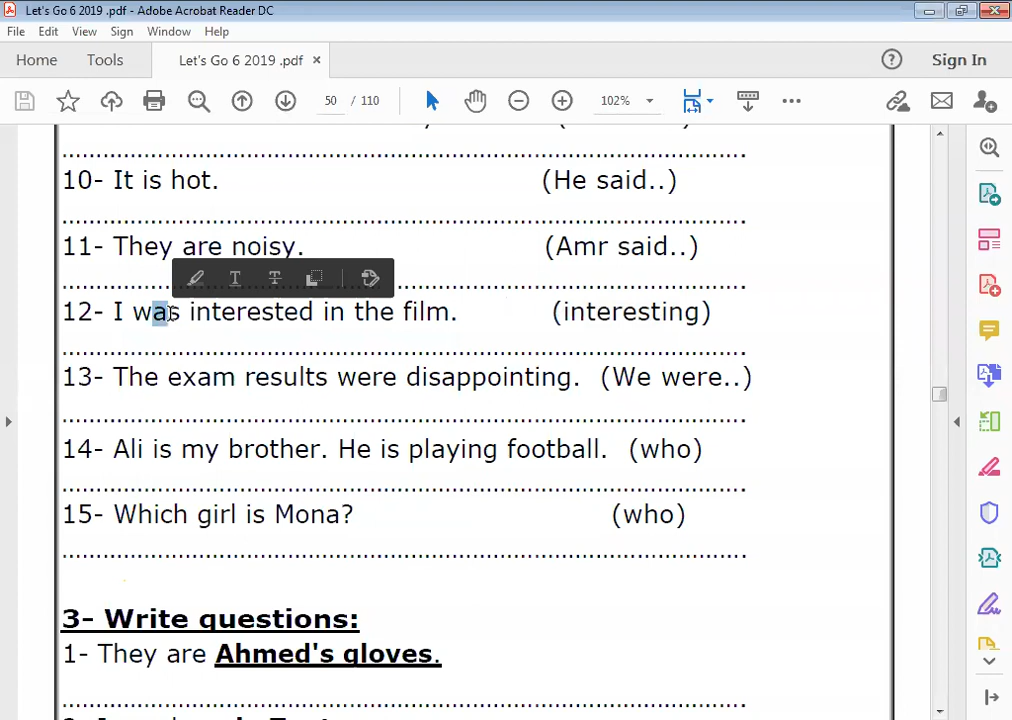 Let's Go 6 2019 .pdf - Adobe Acrobat Reader DC
File Edit View Sign Window Help
Home Tools Let's Go 6 2019 .pdf × Sign In
50 / 110 102%
10- It is hot. (He said..)
11- They are noisy. (Amr said..)
12- I was interested in the film. (interesting)
13- The exam results were disappointing. (We were..)
14- Ali is my brother. He is playing football. (who)
15- Which girl is Mona? (who)
3- Write questions:
1- They are Ahmed's gloves.